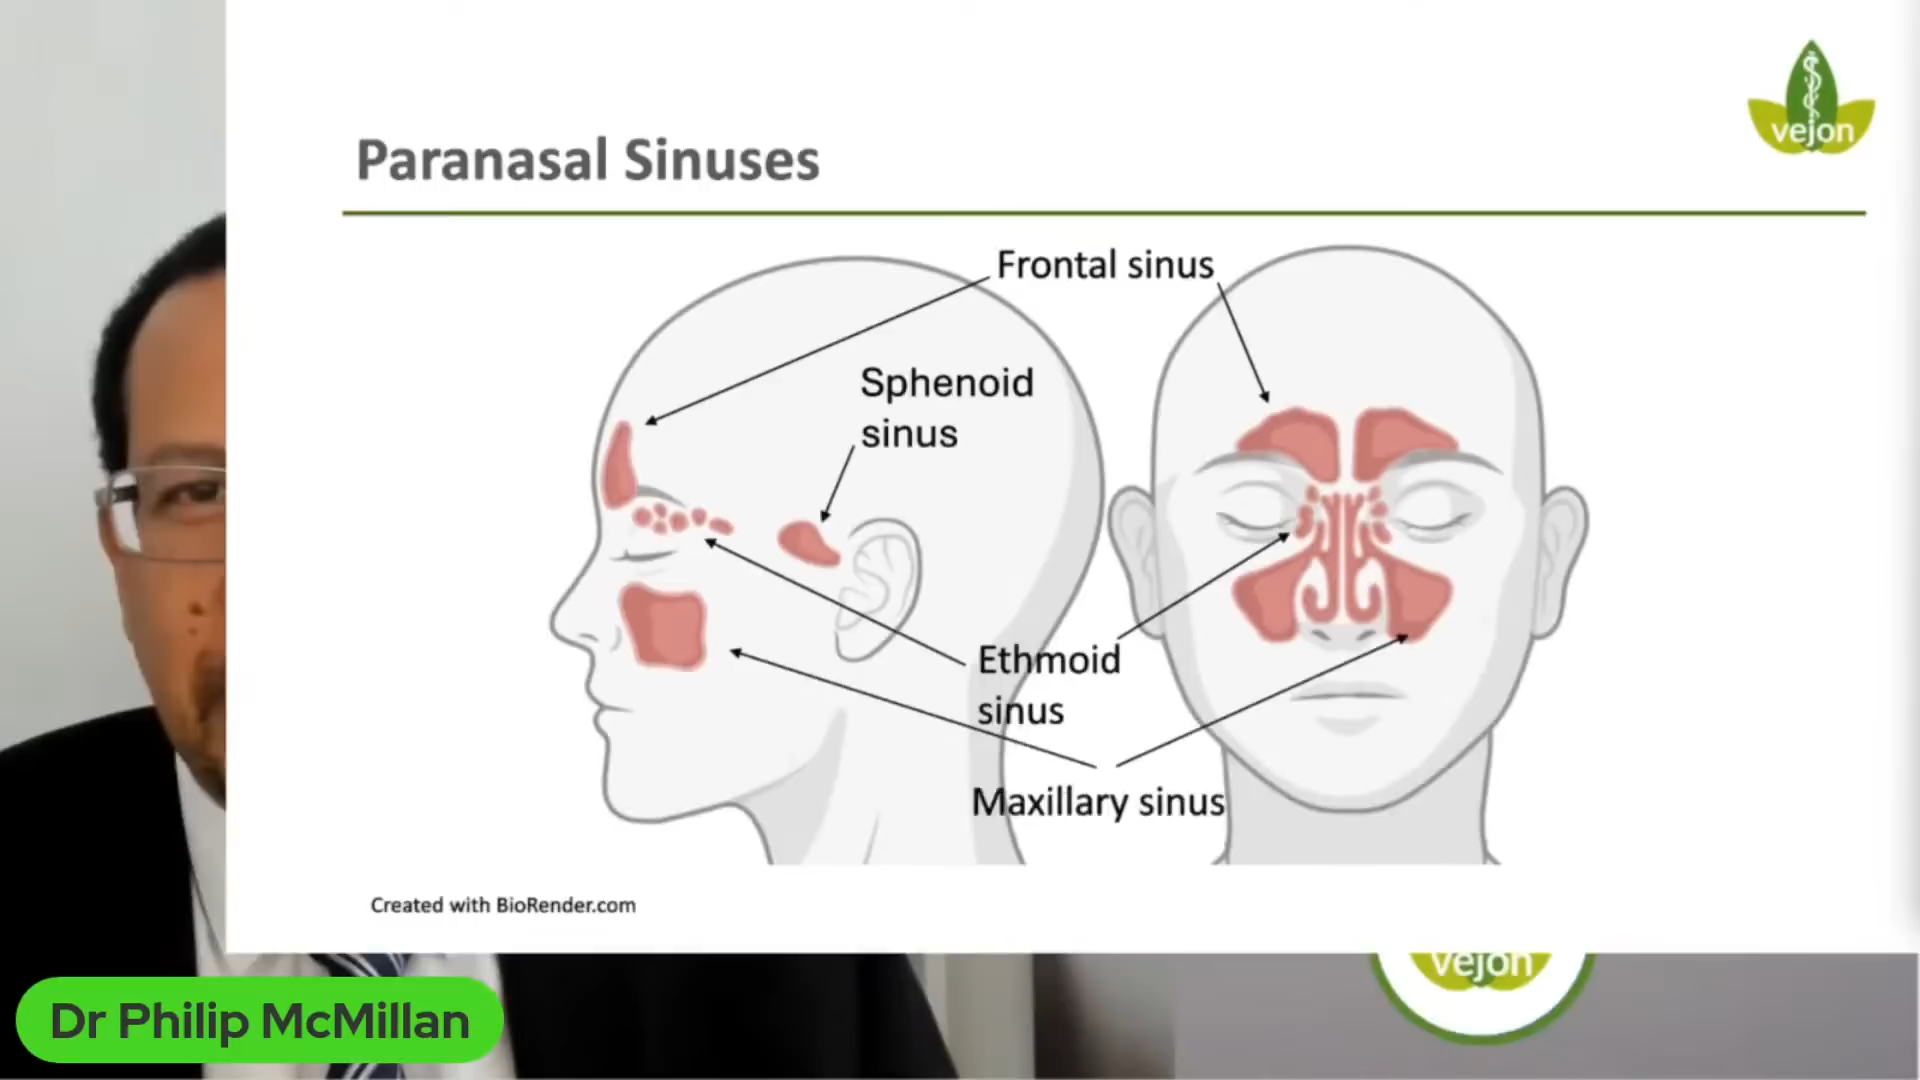 vejon
Paranasal Sinuses
Frontal sinus
Sphenoid
sinus
Ethmoid
sinus
Maxillary sinus
Created with BioRender.com
vejon
Dr Philip McMillan